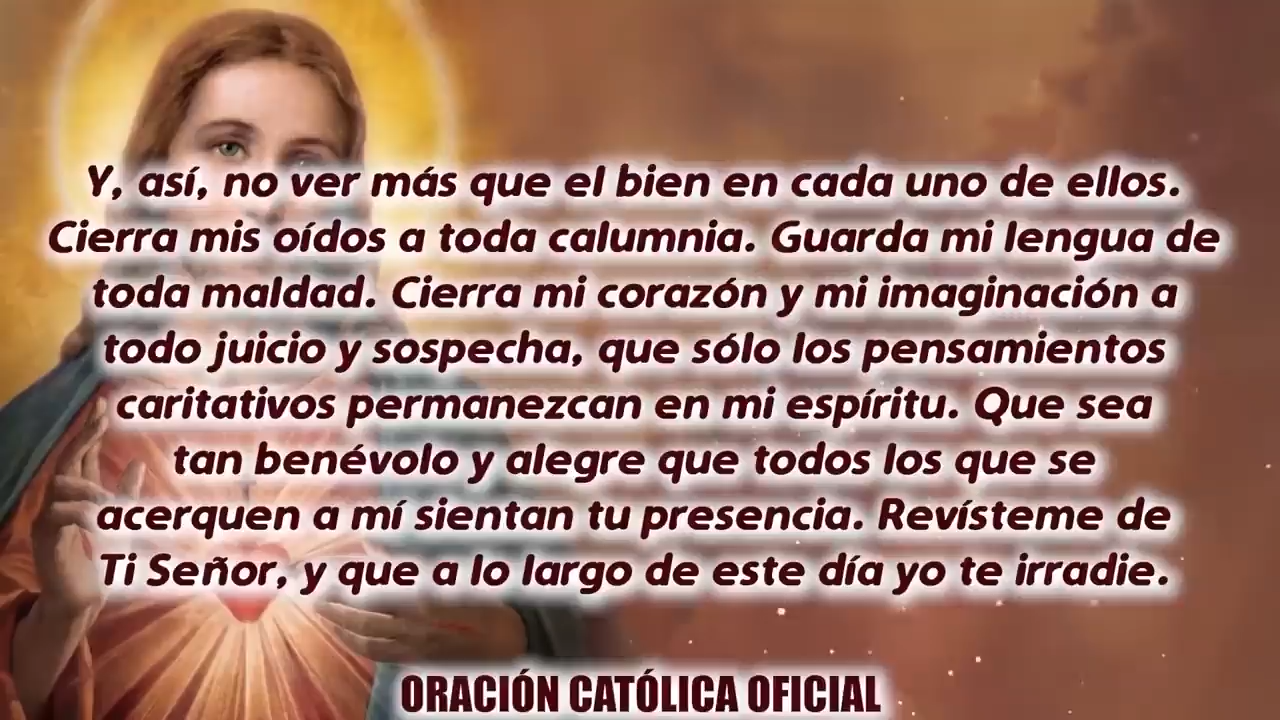 Y, así, no ver más que el bien en cada uno de ellos.
Cierra mis oídos a toda calumnia. Guarda mi lengua de
toda maldad. Cierra mi corazón y mi imaginación a
todo juicio y sospecha, que sólo los pensamientos
caritativos permanezcan en mi espíritu. Que sea
tan benévolo y alegre que todos los que se
acerquen a mí sientan tu presencia. Revísteme de
Ti Señor, y que a lo largo de este día yo te irradie.
ORACIÓN CATÓLICA OFICIAL